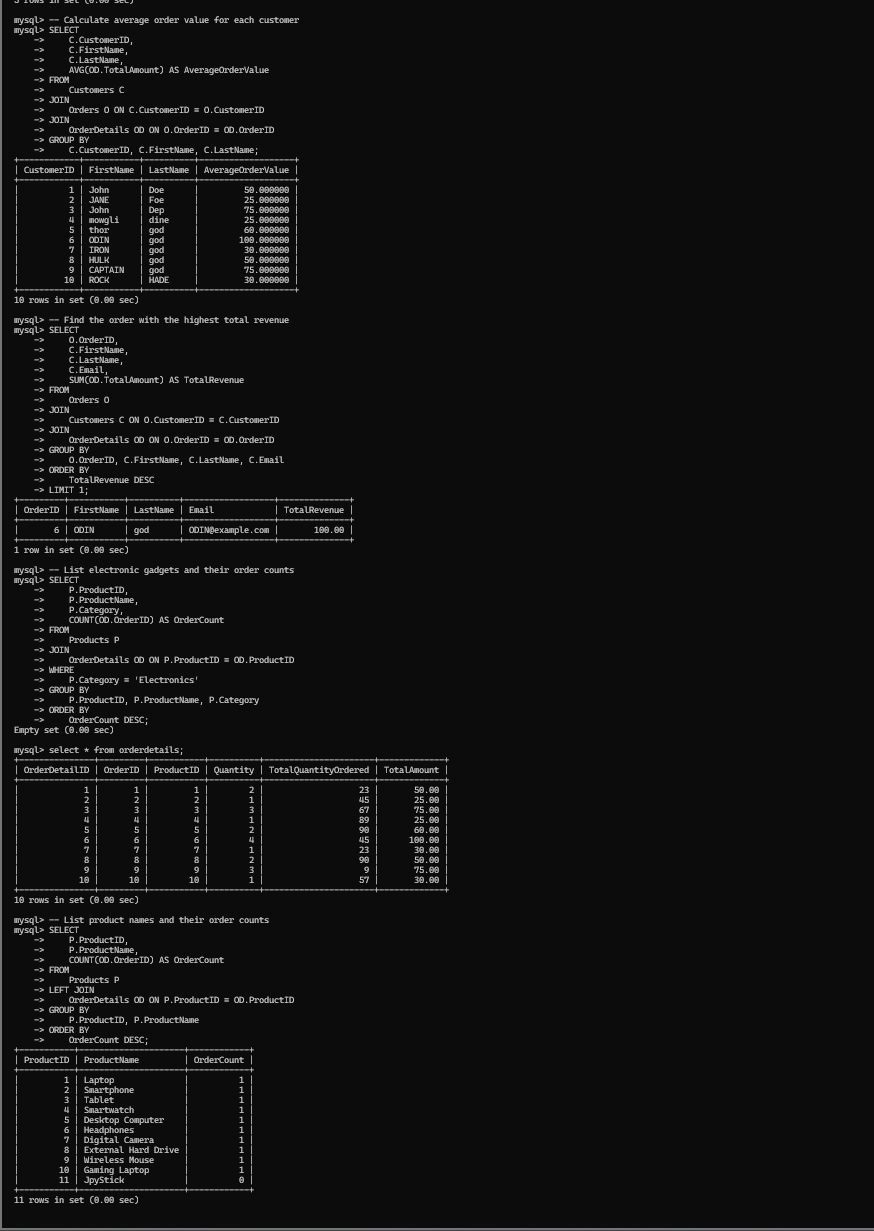 3 rows in set (0.00 sec)
mysql> -- Calculate average order value for each customer
mysql> SELECT
    ->     C.CustomerID,
    ->     C.FirstName,
    ->     C.LastName,
    ->     AVG(OD.TotalAmount) AS AverageOrderValue
    -> FROM
    ->     Customers C
    -> JOIN
    ->     Orders O ON C.CustomerID = O.CustomerID
    -> JOIN
    ->     OrderDetails OD ON O.OrderID = OD.OrderID
    -> GROUP BY
    ->     C.CustomerID, C.FirstName, C.LastName;
+------------+-----------+----------+-------------------+
| CustomerID | FirstName | LastName | AverageOrderValue |
+------------+-----------+----------+-------------------+
|          1 | John      | Doe      |         50.000000 |
|          2 | JANE      | Foe      |         25.000000 |
|          3 | John      | Dep      |         75.000000 |
|          4 | mowgli    | dine     |         25.000000 |
|          5 | thor      | god      |         60.000000 |
|          6 | ODIN      | god      |        100.000000 |
|          7 | IRON      | god      |         30.000000 |
|          8 | HULK      | god      |         50.000000 |
|          9 | CAPTAIN   | god      |         75.000000 |
|         10 | ROCK      | HADE     |         30.000000 |
+------------+-----------+----------+-------------------+
10 rows in set (0.00 sec)
mysql> -- Find the order with the highest total revenue
mysql> SELECT
    ->     O.OrderID,
    ->     C.FirstName,
    ->     C.LastName,
    ->     C.Email,
    ->     SUM(OD.TotalAmount) AS TotalRevenue
    -> FROM
    ->     Orders O
    -> JOIN
    ->     Customers C ON O.CustomerID = C.CustomerID
    -> JOIN
    ->     OrderDetails OD ON O.OrderID = OD.OrderID
    -> GROUP BY
    ->     O.OrderID, C.FirstName, C.LastName, C.Email
    -> ORDER BY
    ->     TotalRevenue DESC
    -> LIMIT 1;
+---------+-----------+----------+------------------+--------------+
| OrderID | FirstName | LastName | Email            | TotalRevenue |
+---------+-----------+----------+------------------+--------------+
|       6 | ODIN      | god      | ODIN@example.com |       100.00 |
+---------+-----------+----------+------------------+--------------+
1 row in set (0.00 sec)
mysql> -- List electronic gadgets and their order counts
mysql> SELECT
    ->     P.ProductID,
    ->     P.ProductName,
    ->     P.Category,
    ->     COUNT(OD.OrderID) AS OrderCount
    -> FROM
    ->     Products P
    -> JOIN
    ->     OrderDetails OD ON P.ProductID = OD.ProductID
    -> WHERE
    ->     P.Category = 'Electronics'
    -> GROUP BY
    ->     P.ProductID, P.ProductName, P.Category
    -> ORDER BY
    ->     OrderCount DESC;
Empty set (0.00 sec)
mysql> select * from orderdetails;
+---------------+---------+-----------+----------+----------------------+-------------+
| OrderDetailID | OrderID | ProductID | Quantity | TotalQuantityOrdered | TotalAmount |
+---------------+---------+-----------+----------+----------------------+-------------+
|             1 |       1 |         1 |        2 |                   23 |       50.00 |
|             2 |       2 |         2 |        1 |                   45 |       25.00 |
|             3 |       3 |         3 |        3 |                   67 |       75.00 |
|             4 |       4 |         4 |        1 |                   89 |       25.00 |
|             5 |       5 |         5 |        2 |                   90 |       60.00 |
|             6 |       6 |         6 |        4 |                   45 |      100.00 |
|             7 |       7 |         7 |        1 |                   23 |       30.00 |
|             8 |       8 |         8 |        2 |                   90 |       50.00 |
|             9 |       9 |         9 |        3 |                    9 |       75.00 |
|            10 |      10 |        10 |        1 |                   57 |       30.00 |
+---------------+---------+-----------+----------+----------------------+-------------+
10 rows in set (0.00 sec)
mysql> -- List product names and their order counts
mysql> SELECT
    ->     P.ProductID,
    ->     P.ProductName,
    ->     COUNT(OD.OrderID) AS OrderCount
    -> FROM
    ->     Products P
    -> LEFT JOIN
    ->     OrderDetails OD ON P.ProductID = OD.ProductID
    -> GROUP BY
    ->     P.ProductID, P.ProductName
    -> ORDER BY
    ->     OrderCount DESC;
+-----------+---------------------+------------+
| ProductID | ProductName         | OrderCount |
+-----------+---------------------+------------+
|         1 | Laptop              |          1 |
|         2 | Smartphone          |          1 |
|         3 | Tablet              |          1 |
|         4 | Smartwatch          |          1 |
|         5 | Desktop Computer    |          1 |
|         6 | Headphones          |          1 |
|         7 | Digital Camera      |          1 |
|         8 | External Hard Drive |          1 |
|         9 | Wireless Mouse      |          1 |
|        10 | Gaming Laptop       |          1 |
|        11 | JpyStick            |          0 |
+-----------+---------------------+------------+
11 rows in set (0.00 sec)